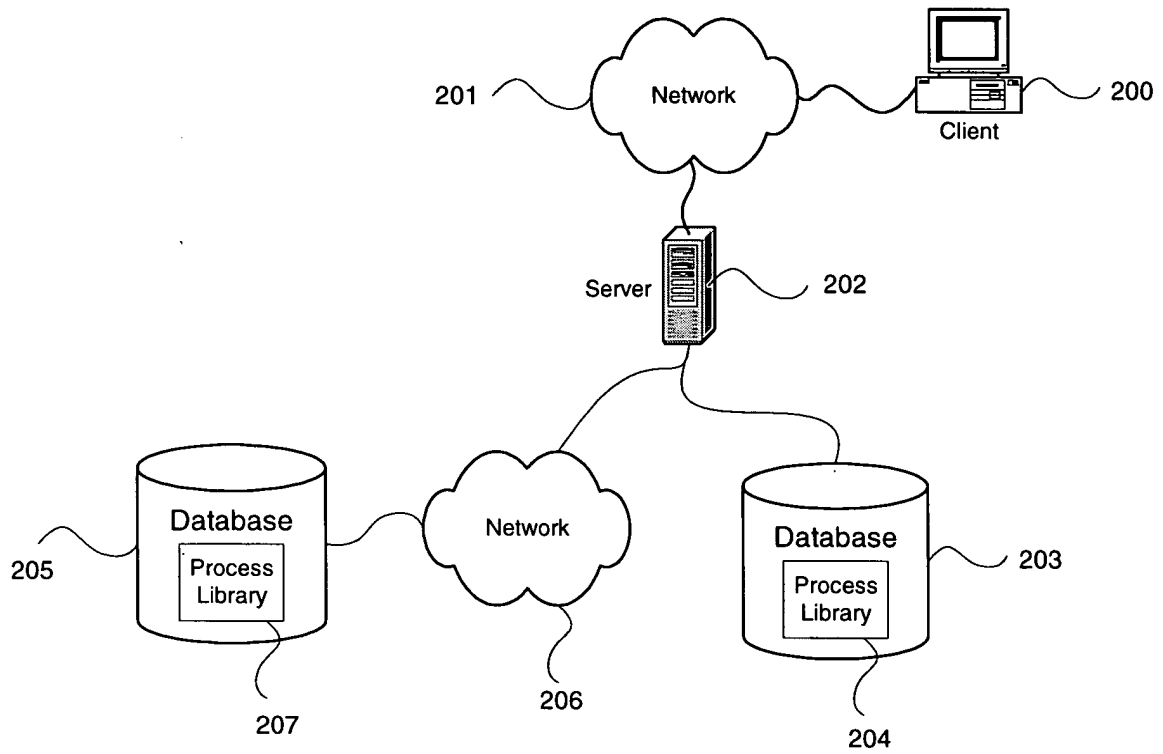 201
Network
200
Client
Server
202
Database
Process
Library
205
207
Network
206
Database
Process
Library
203
204